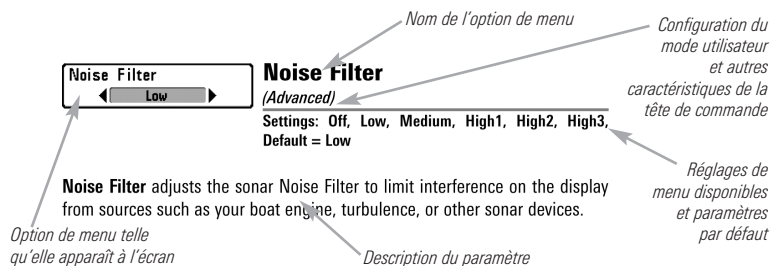 Nom de l'option de menu
Configuration du
mode utilisateur
et autres
caractéristiques de la
tête de commande
Noise Filter
Low
Noise Filter
(Advanced)
Settings: Off, Low, Medium, High1, High2, High3,
Default = Low
Réglages de
menu disponibles
et paramètres
par défaut
Noise Filter adjusts the sonar Noise Filter to limit interference on the display
from sources such as your boat engine, turbulence, or other sonar devices.
Option de menu telle
qu'elle apparaît à l'écran
Description du paramètre